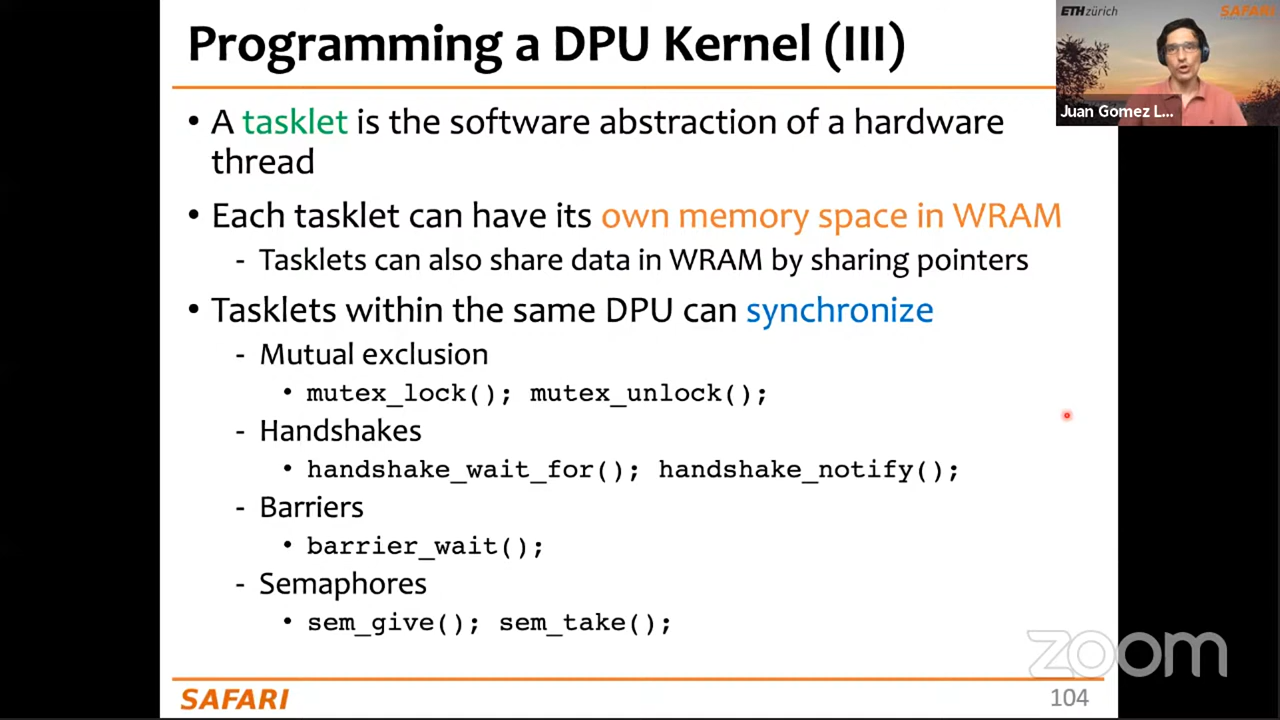 Programming a DPU Kernel (III)
• A tasklet is the software abstraction of a hardware
thread
• Each tasklet can have its own memory space in WRAM
- Tasklets can also share data in WRAM by sharing pointers
• Tasklets within the same DPU can synchronize
- Mutual exclusion
• mutex_lock(); mutex_unlock();
- Handshakes
• handshake_wait_for(); handshake_notify();
- Barriers
• barrier_wait();
- Semaphores
• sem_give(); sem_take();
SAFARI
104
ETH zürich
SAFARI
Juan Gomez L...
zoom